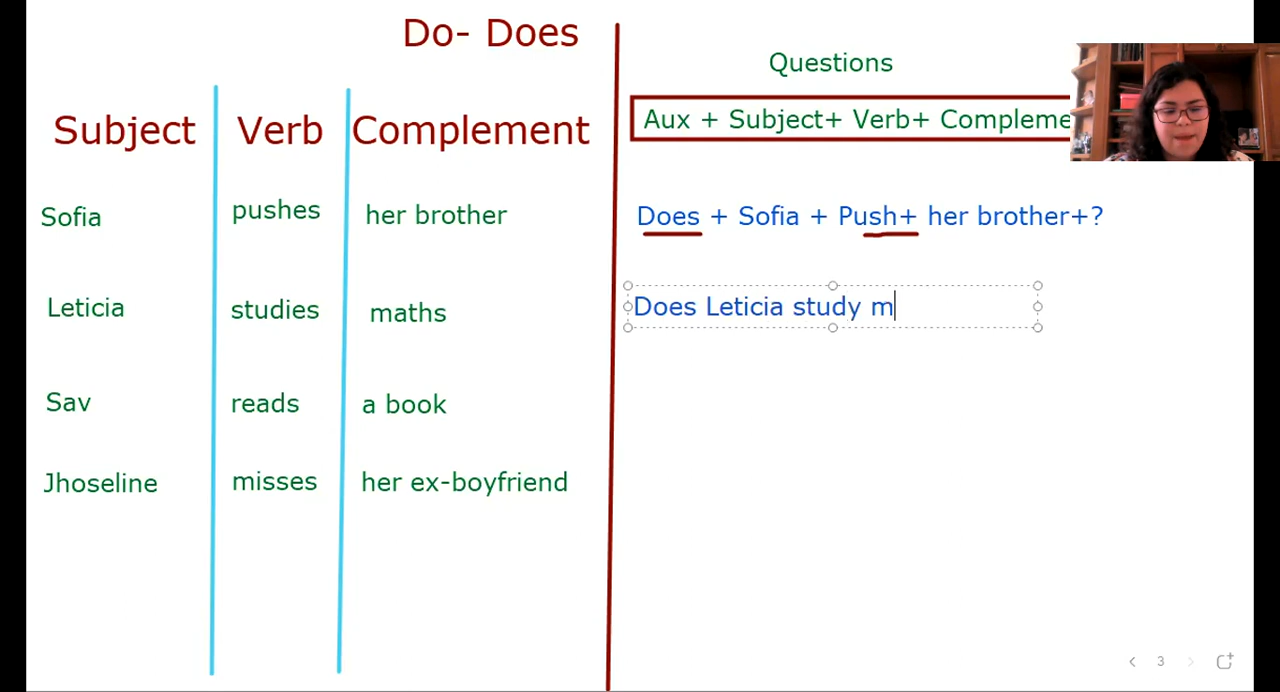 Do- Does
Subject Verb Complement
Sofia pushes her brother
Leticia studies maths
Sav reads a book
Jhoseline misses her ex-boyfriend
Questions
Aux + Subject+ Verb+ Compleme
Does + Sofia + Push+ her brother+?
Does Leticia study m
3